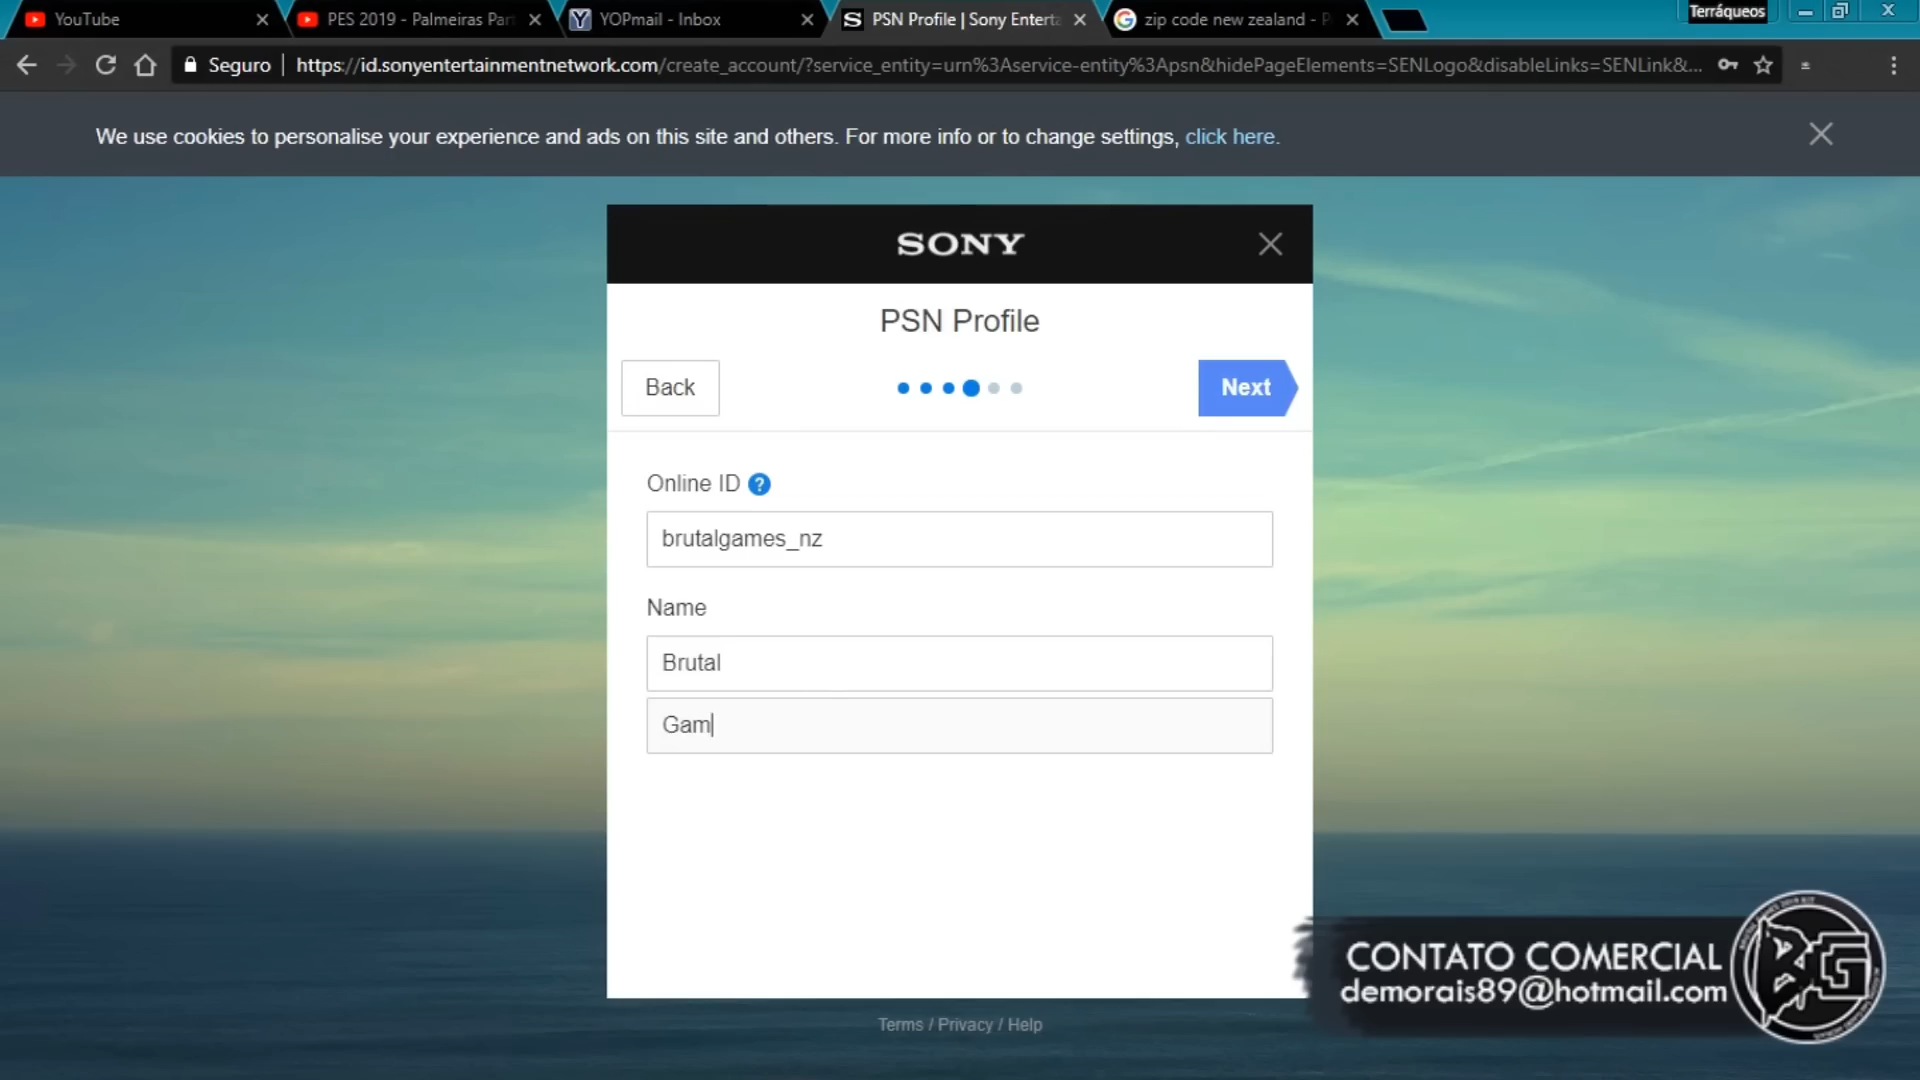 YouTube
PES 2019 - Palmeiras Par
YOPmail - Inbox
PSN Profile | Sony Enterta
zip code new zealand - P
Terráqueos
Seguro
https://id.sonyentertainmentnetwork.com/create_account/?service_entity=urn%3Aservice-entity%3Apsn&hidePageElements=SENLogo&disableLinks=SENLink&...
We use cookies to personalise your experience and ads on this site and others. For more info or to change settings, click here.
SONY
PSN Profile
Back
Next
Online ID ?
brutalgames_nz
Name
Brutal
Gam
CONTATO COMERCIAL
demorais89@hotmail.com
BG
Terms / Privacy / Help